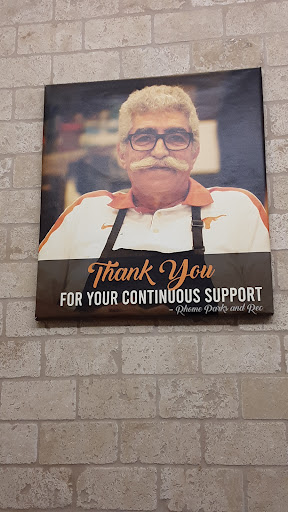 Thank You
FOR YOUR CONTINUOUS SUPPORT
- Rhome Parks and Rec